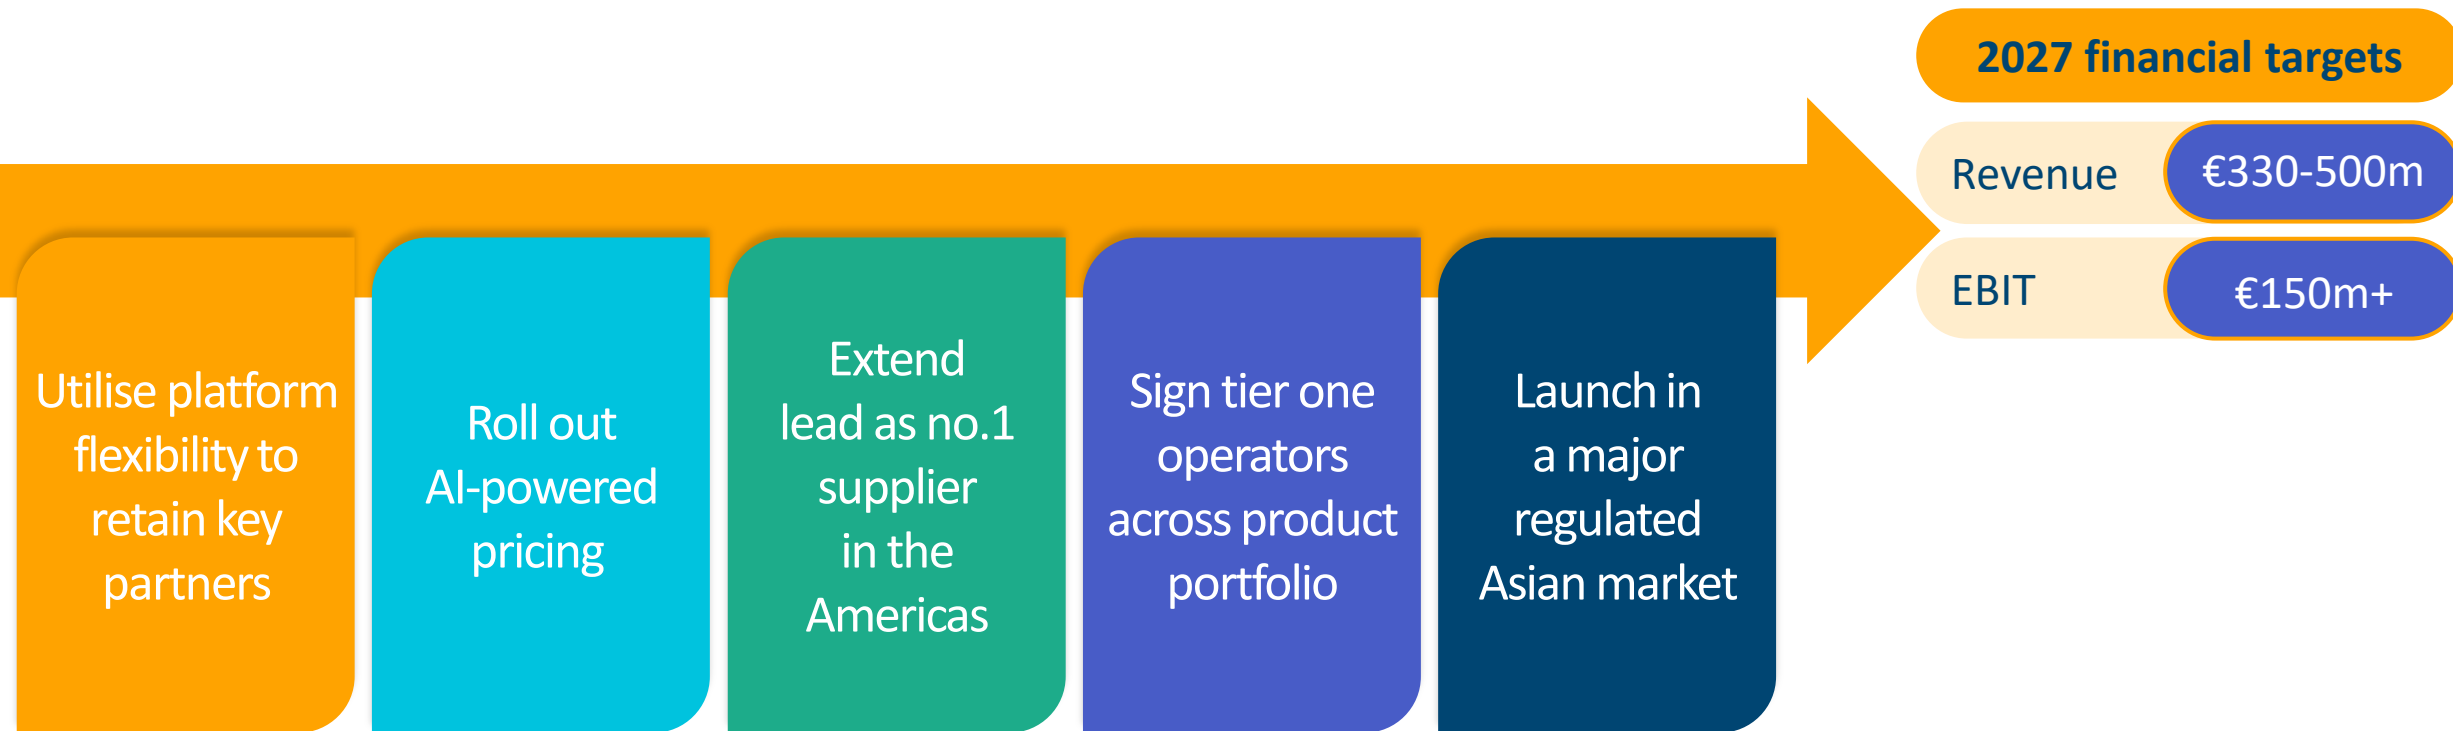 2027 financial targets
Revenue €330-500m
EBIT €150m+
Utilise platform
flexibility to
retain key
partners
Roll out
AI-powered
pricing
Extend
lead as no.1
supplier
in the
Americas
Sign tier one
operators
across product
portfolio
Launch in
a major
regulated
Asian market